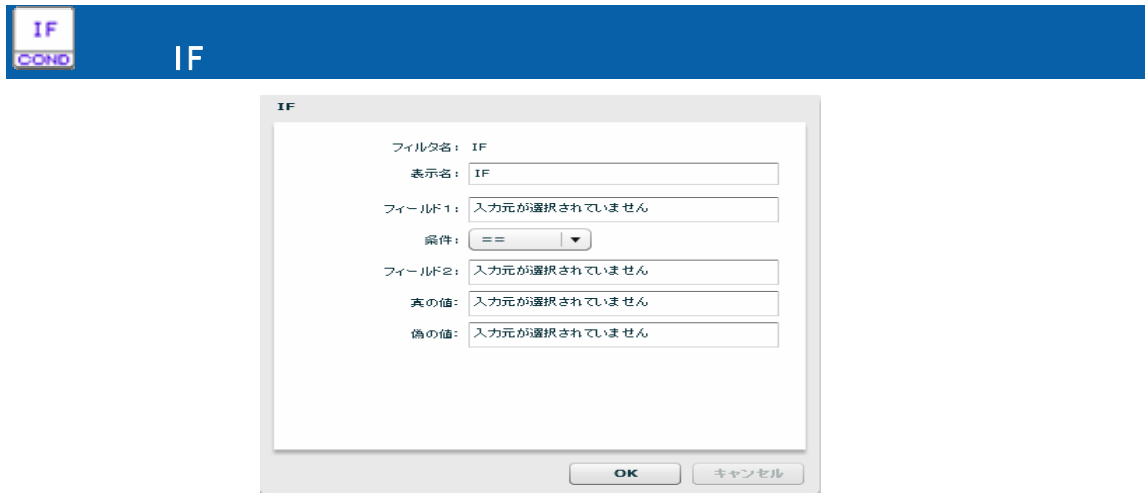 IF
COND
IF
IF
フィルタ名: IF
表示名: IF
フィールド1: 入力元が選択されていません
条件: ==
フィールド2: 入力元が選択されていません
真の値: 入力元が選択されていません
偽の値: 入力元が選択されていません
OK キャンセル